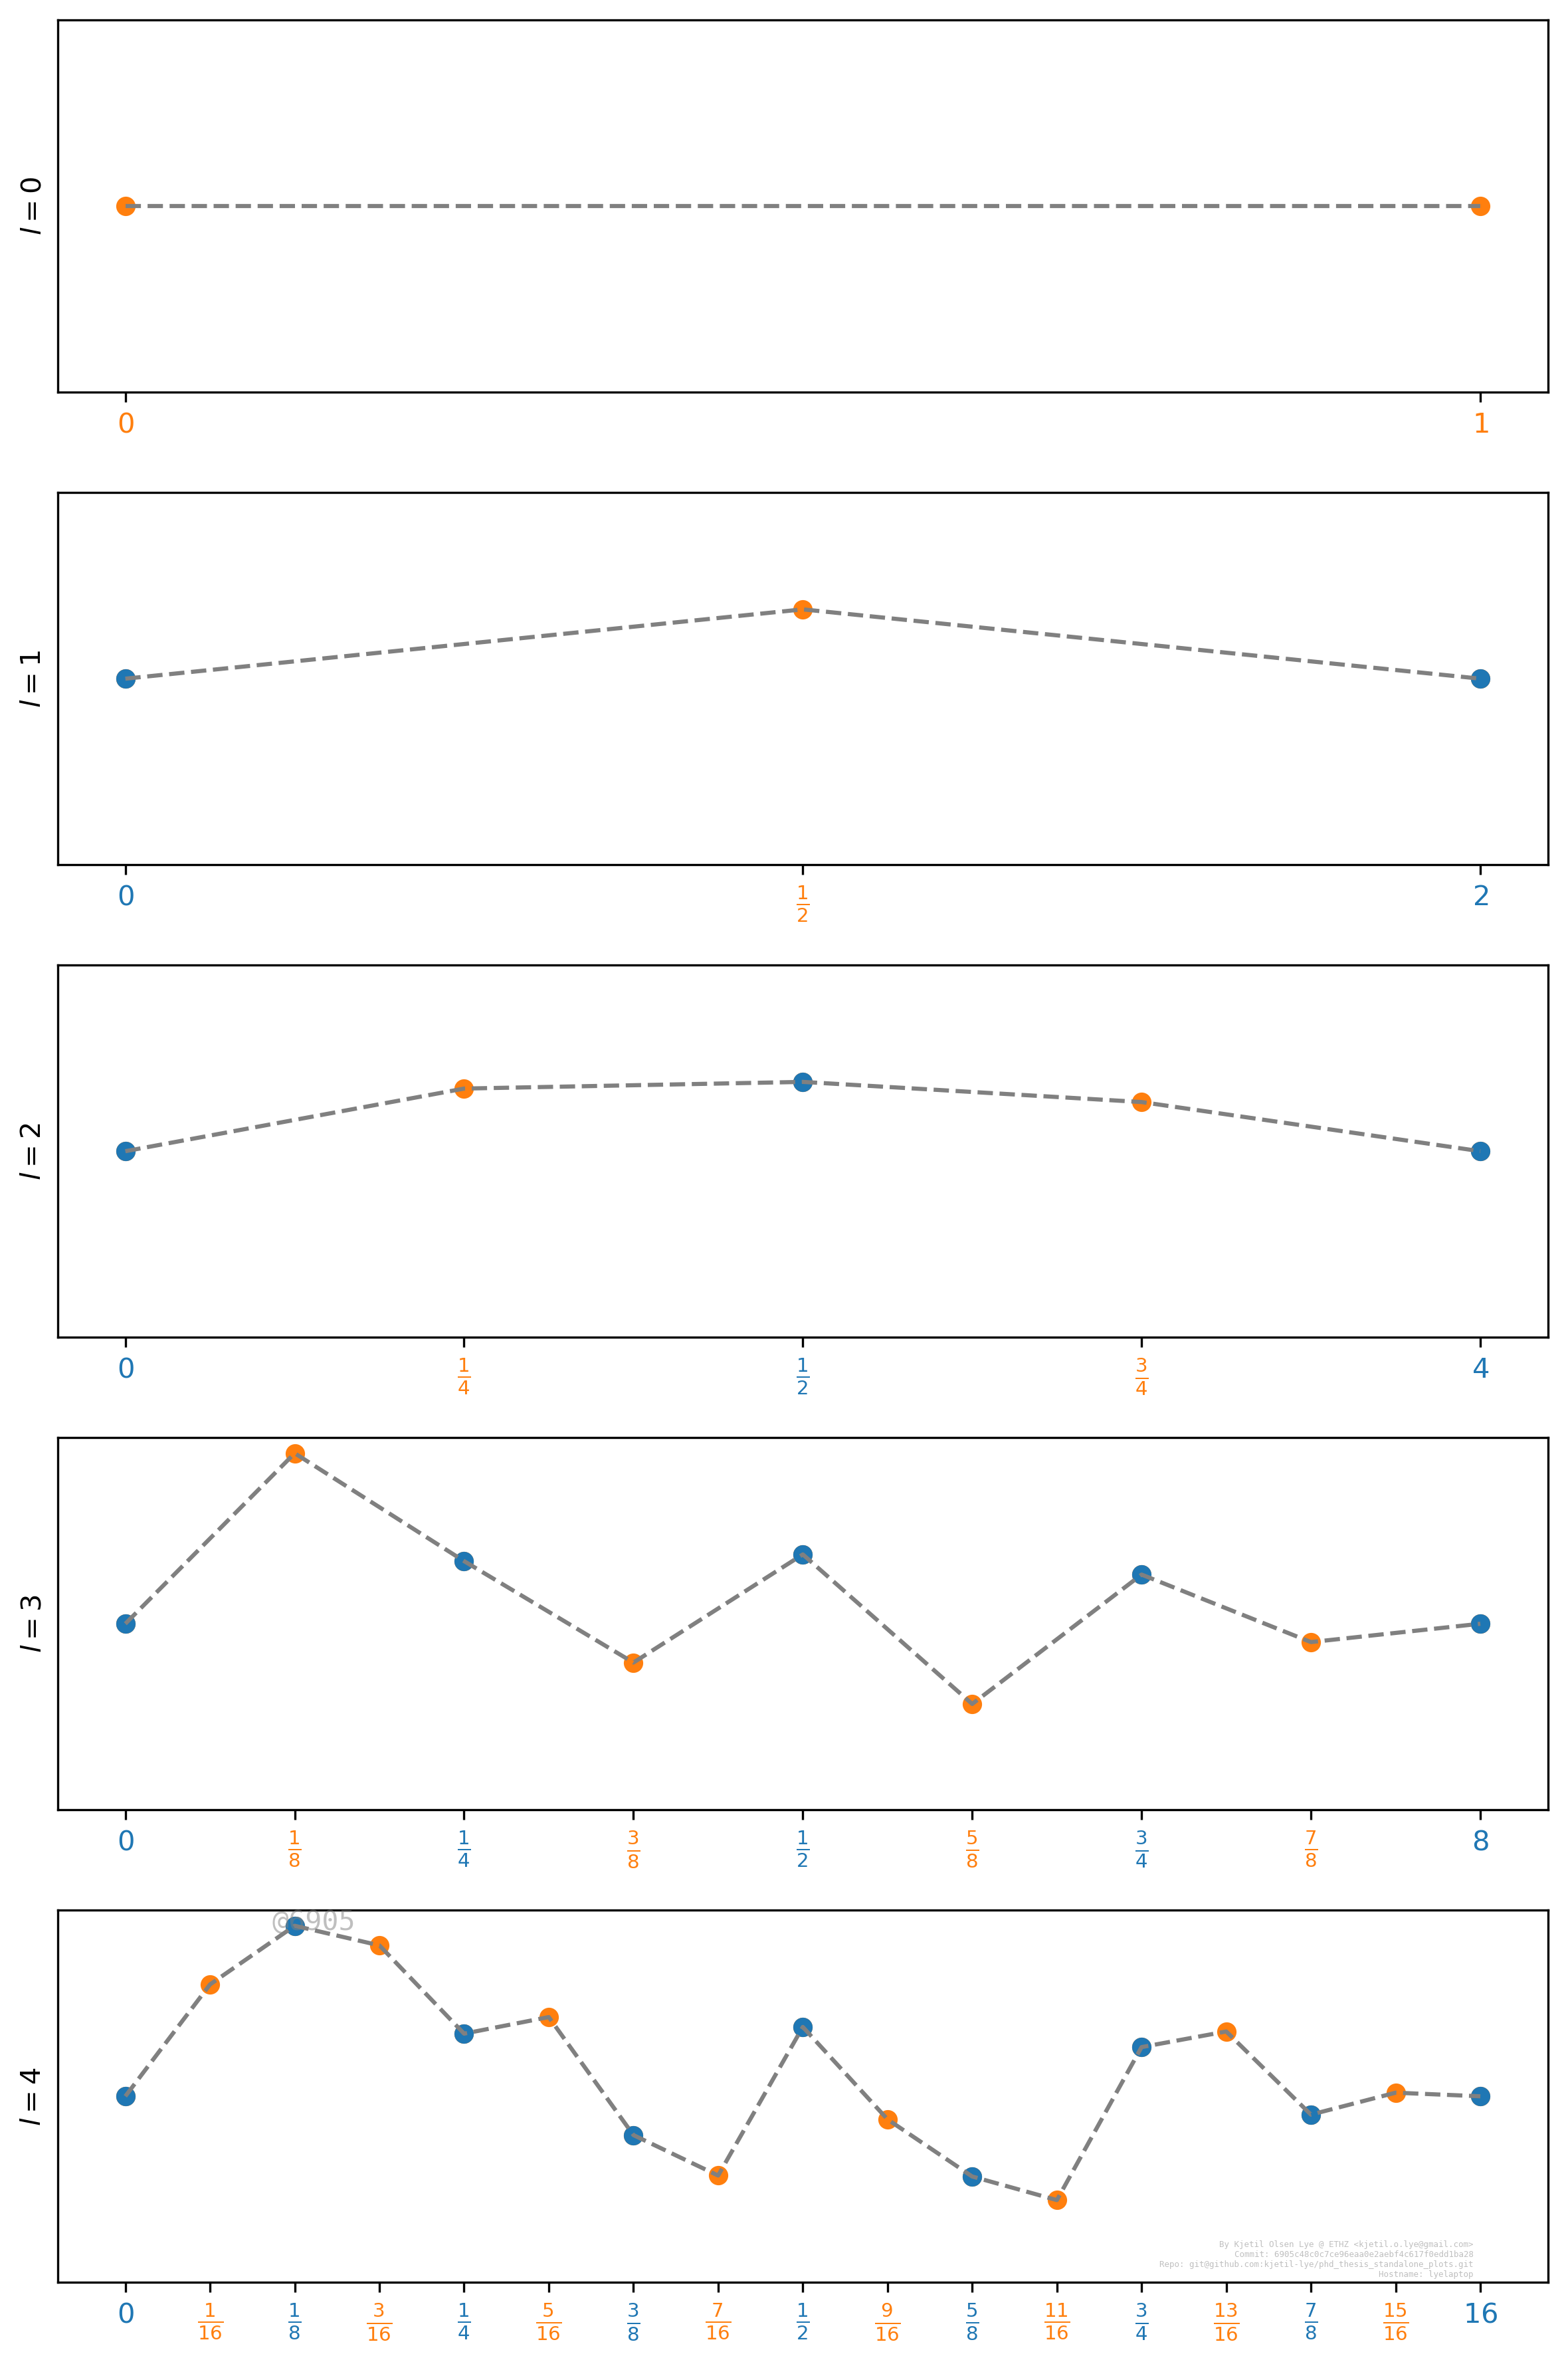 l = 0
0 1
l = 1
0 1/2 2
l = 2
0 1/4 1/2 3/4 4
l = 3
0 1/8 1/4 3/8 1/2 5/8 3/4 7/8 8
@6905
l = 4
By Kjetil Olsen Lye @ ETHZ <kjetil.o.lye@gmail.com>
Commit: 6905c48c0c7ce96eaa0e2aebf4c617f0edd1ba28
Repo: git@github.com:kjetil-lye/phd_thesis_standalone_plots.git
Hostname: lyelaptop
0 1/16 1/8 3/16 1/4 5/16 3/8 7/16 1/2 9/16 5/8 11/16 3/4 13/16 7/8 15/16 16